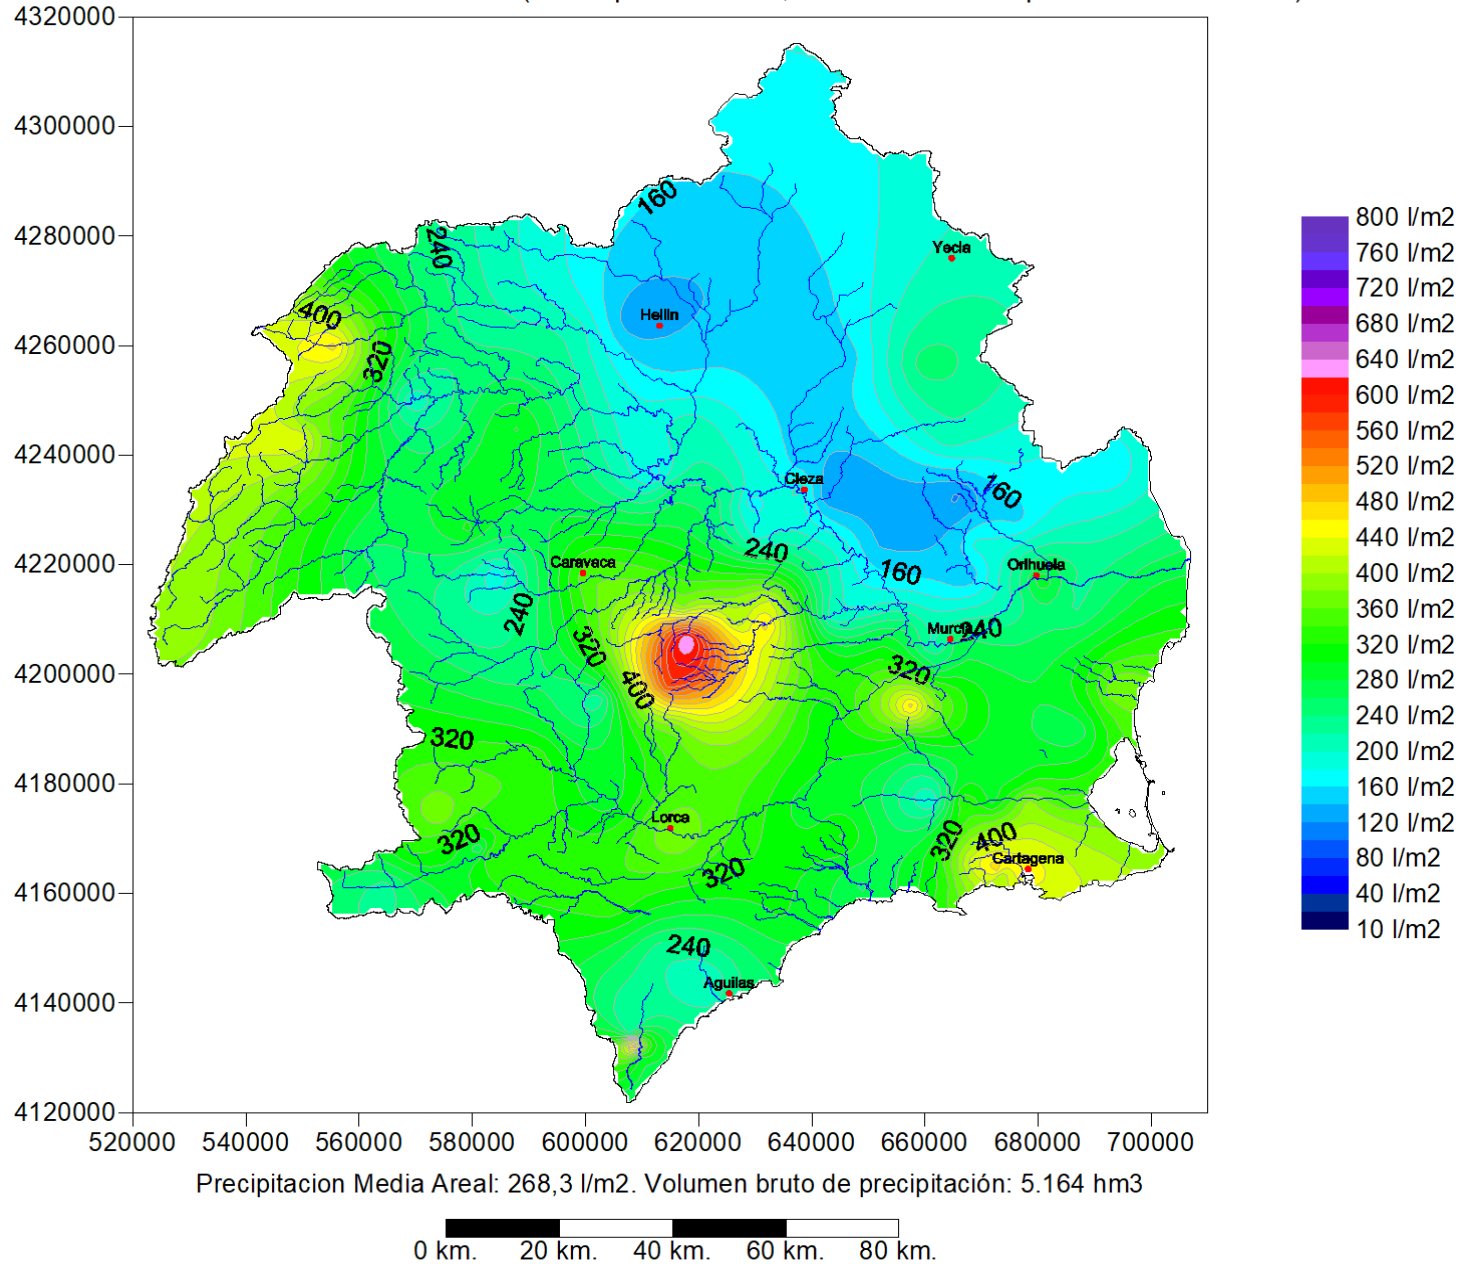 4320000
4300000
4280000
4260000
4240000
4220000
4200000
4180000
4160000
4140000
4120000
520000 540000 560000 580000 600000 620000 640000 660000 680000 700000
160
240
Yecla
400
Hellin
320
Cieza
160
240
Caravaca
160
Orihuela
240
Murcia
240
320
320
400
320
Lorca
320
320
400
Cartagena
320
240
Aguilas
800 l/m2
760 l/m2
720 l/m2
680 l/m2
640 l/m2
600 l/m2
560 l/m2
520 l/m2
480 l/m2
440 l/m2
400 l/m2
360 l/m2
320 l/m2
280 l/m2
240 l/m2
200 l/m2
160 l/m2
120 l/m2
80 l/m2
40 l/m2
10 l/m2
Precipitacion Media Areal: 268,3 l/m2. Volumen bruto de precipitación: 5.164 hm3
0 km. 20 km. 40 km. 60 km. 80 km.